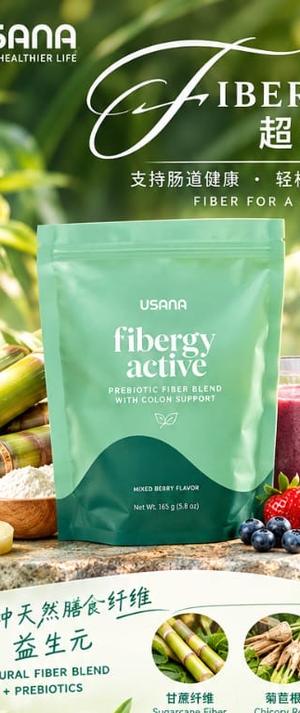 USANA
HEALTHIER LIFE
FIBER
超
支持肠道健康 · 轻
FIBER FOR A
USANA
fibergy
active
PREBIOTIC FIBER BLEND
WITH COLON SUPPORT
MIXED BERRY FLAVOR
Net Wt. 165 g (5.8 oz)
天然膳食纤维
益生元
URAL FIBER BLEND
+ PREBIOTICS
甘蔗纤维
菊苣根
Sugarcane Fiber
Chicory